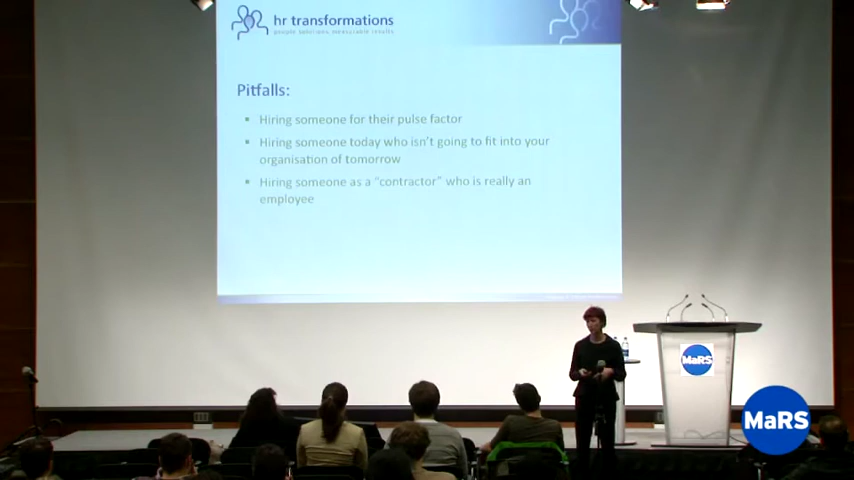 hr transformations
people solutions measurable results
Pitfalls:
Hiring someone for their pulse factor
Hiring someone today who isn't going to fit into your
organisation of tomorrow
Hiring someone as a "contractor" who is really an
employee
MaRS
MaRS